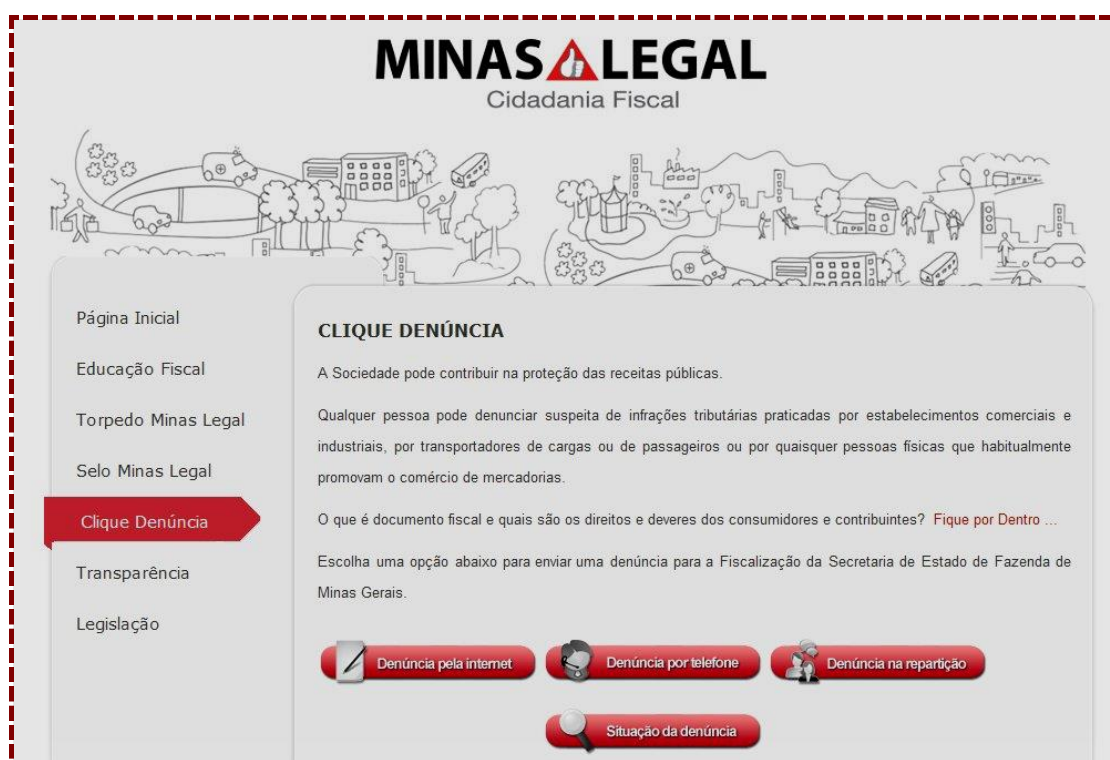 MINAS LEGAL
Cidadania Fiscal
Página Inicial
Educação Fiscal
Torpedo Minas Legal
Selo Minas Legal
Clique Denúncia
Transparência
Legislação
CLIQUE DENÚNCIA
A Sociedade pode contribuir na proteção das receitas públicas.
Qualquer pessoa pode denunciar suspeita de infrações tributárias praticadas por estabelecimentos comerciais e
industriais, por transportadores de cargas ou de passageiros ou por quaisquer pessoas físicas que habitualmente
promovam o comércio de mercadorias.
O que é documento fiscal e quais são os direitos e deveres dos consumidores e contribuintes? Fique por Dentro ...
Escolha uma opção abaixo para enviar uma denúncia para a Fiscalização da Secretaria de Estado de Fazenda de
Minas Gerais.
Denúncia pela internet
Denúncia por telefone
Denúncia na repartição
Situação da denúncia